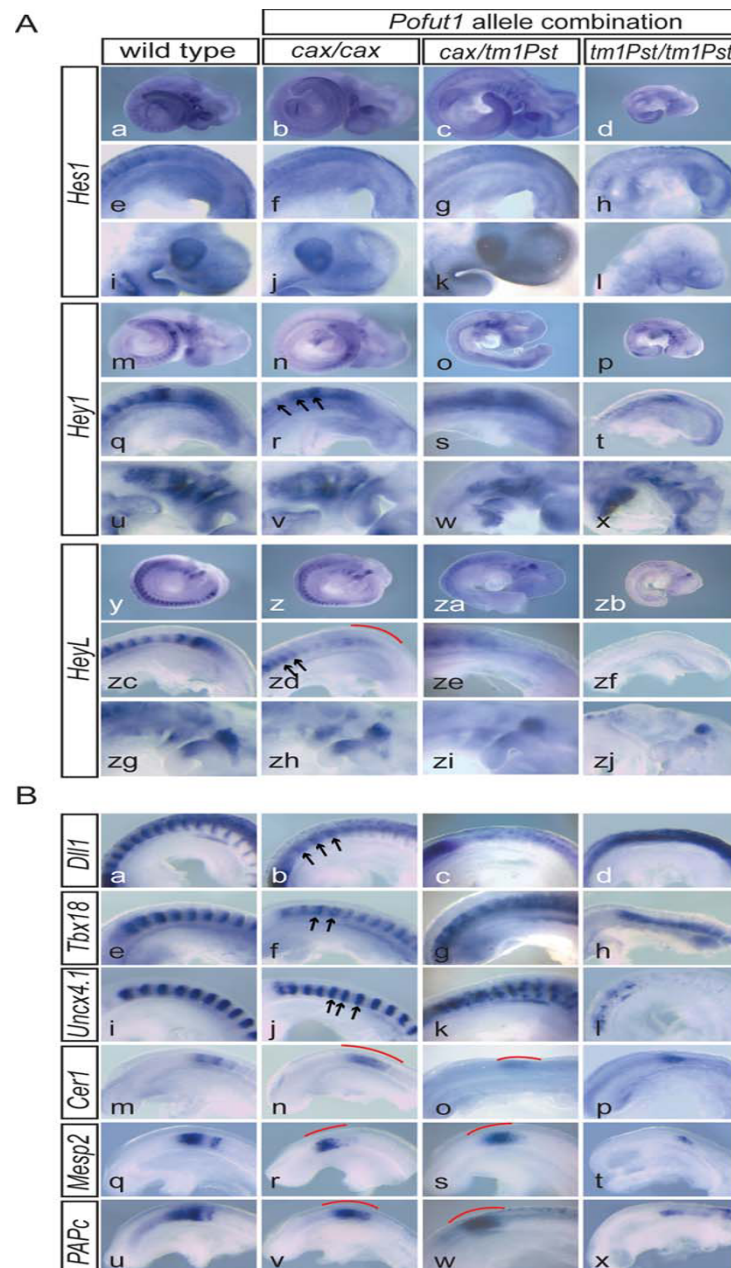 A
Pofut1 allele combination
wild type cax/cax cax/tm1Pst tm1Pst/tm1Pst
Hes1
a b c d
e f g h
i j k l
Hey1
m n o p
q r s t
u v w x
HeyL
y z za zb
zc zd ze zf
zg zh zi zj
B
Dll1
a b c d
Tbx18
e f g h
Uncx4.1
i j k l
Cer1
m n o p
Mesp2
q r s t
PAPc
u v w x